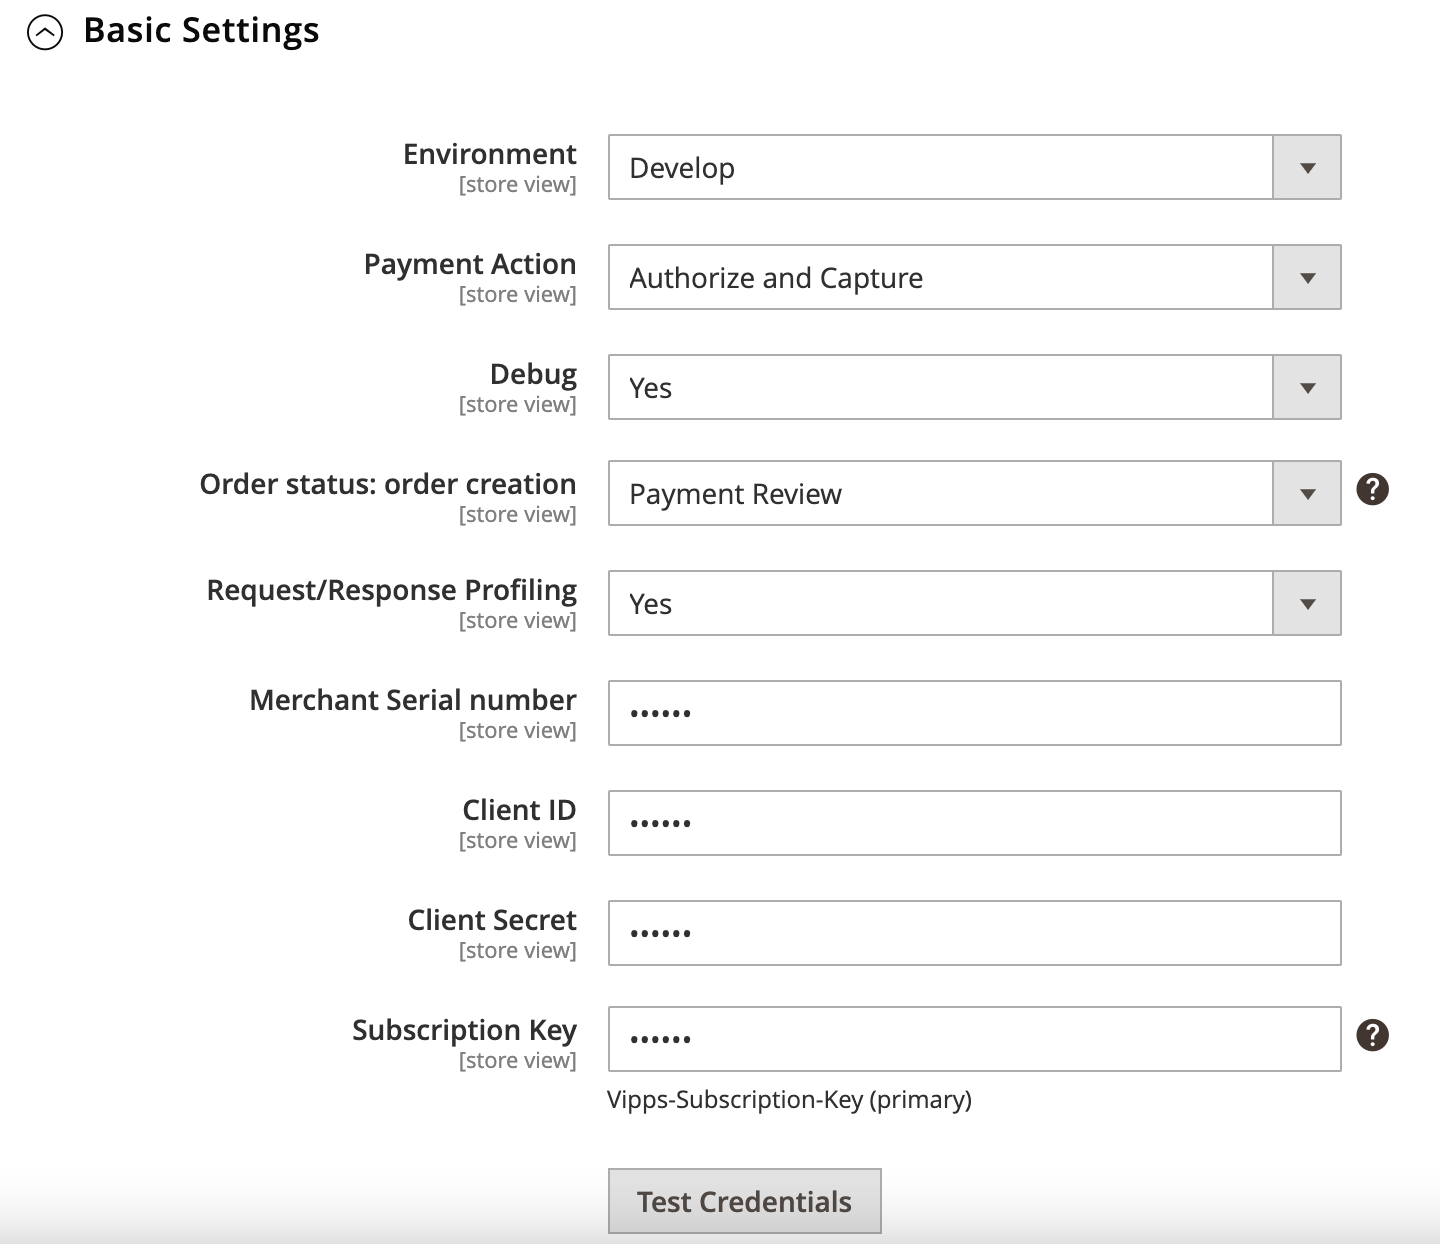 Basic Settings
Environment
[store view]
Develop
Payment Action
[store view]
Authorize and Capture
Debug
[store view]
Yes
Order status: order creation
[store view]
Payment Review
?
Request/Response Profiling
[store view]
Yes
Merchant Serial number
[store view]
••••••
Client ID
[store view]
••••••
Client Secret
[store view]
••••••
Subscription Key
[store view]
••••••
?
Vipps-Subscription-Key (primary)
Test Credentials